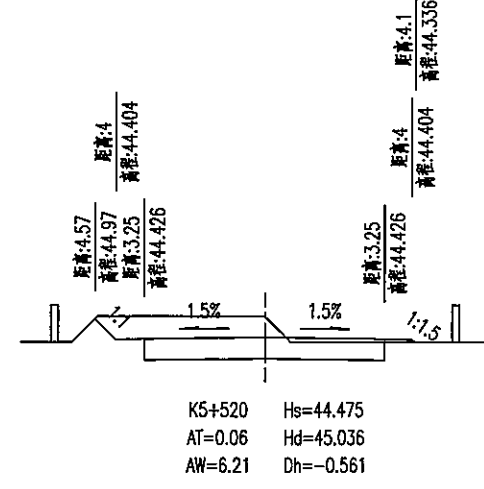 距离:4.1
高程:44.336
距离:4
高程:44.404
距离:4
高程:44.404
距离:4.57
高程:44.97
距离:3.25
高程:44.426
距离:3.25
高程:44.426
1:1
1.5%
1.5%
1:1.5
K5+520 Hs=44.475
AT=0.06 Hd=45.036
AW=6.21 Dh=-0.561